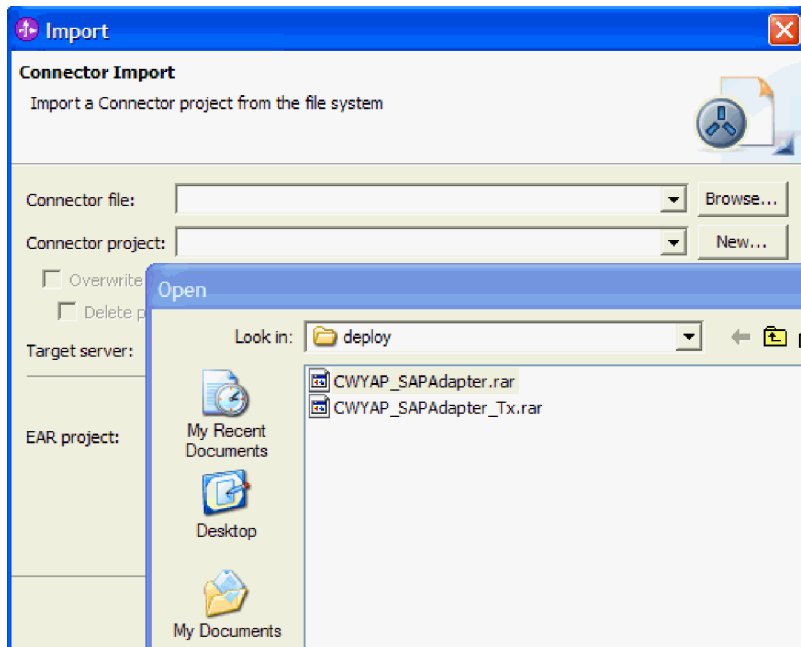 Import
Connector Import
Import a Connector project from the file system
Connector file:
Browse...
Connector project:
New...
Overwrite
Delete p
Open
Look in:
deploy
Target server:
CWYAP_SAPAdapter.rar
CWYAP_SAPAdapter_Tx.rar
My Recent
Documents
EAR project:
Desktop
My Documents